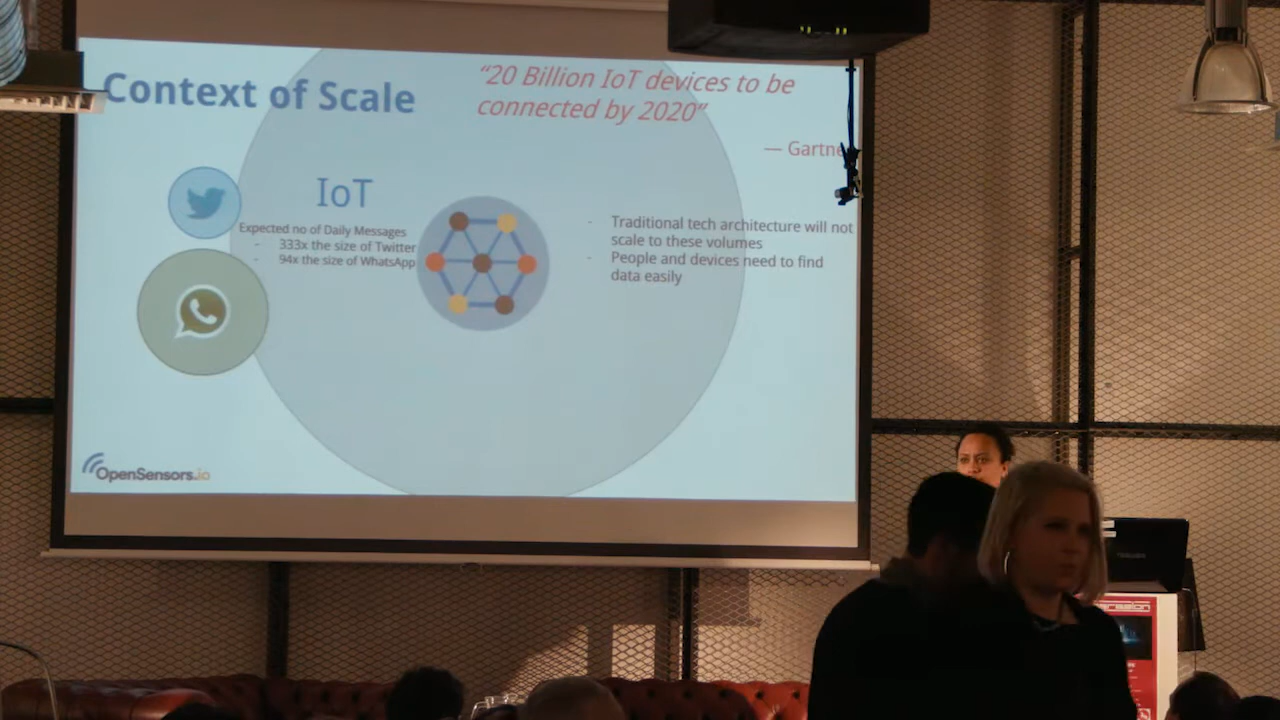 Context of Scale
“20 Billion IoT devices to be
connected by 2020”
— Gartne
IoT
Expected no of Daily Messages
- 333x the size of Twitter
- 94x the size of WhatsApp
- Traditional tech architecture will not
scale to these volumes
- People and devices need to find
data easily
OpenSensors.io
TOSHIBA